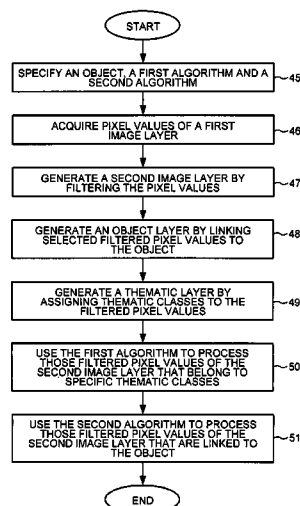 START
SPECIFY AN OBJECT, A FIRST ALGORITHM AND A
SECOND ALGORITHM
45
ACQUIRE PIXEL VALUES OF A FIRST
IMAGE LAYER
46
GENERATE A SECOND IMAGE LAYER BY
FILTERING THE PIXEL VALUES
47
GENERATE AN OBJECT LAYER BY LINKING
SELECTED FILTERED PIXEL VALUES TO
THE OBJECT
48
GENERATE A THEMATIC LAYER BY
ASSIGNING THEMATIC CLASSES TO THE
FILTERED PIXEL VALUES
49
USE THE FIRST ALGORITHM TO PROCESS
THOSE FILTERED PIXEL VALUES OF THE
SECOND IMAGE LAYER THAT BELONG TO
SPECIFIC THEMATIC CLASSES
50
USE THE SECOND ALGORITHM TO PROCESS
THOSE FILTERED PIXEL VALUES OF THE
SECOND IMAGE LAYER THAT ARE LINKED TO
THE OBJECT
51
END